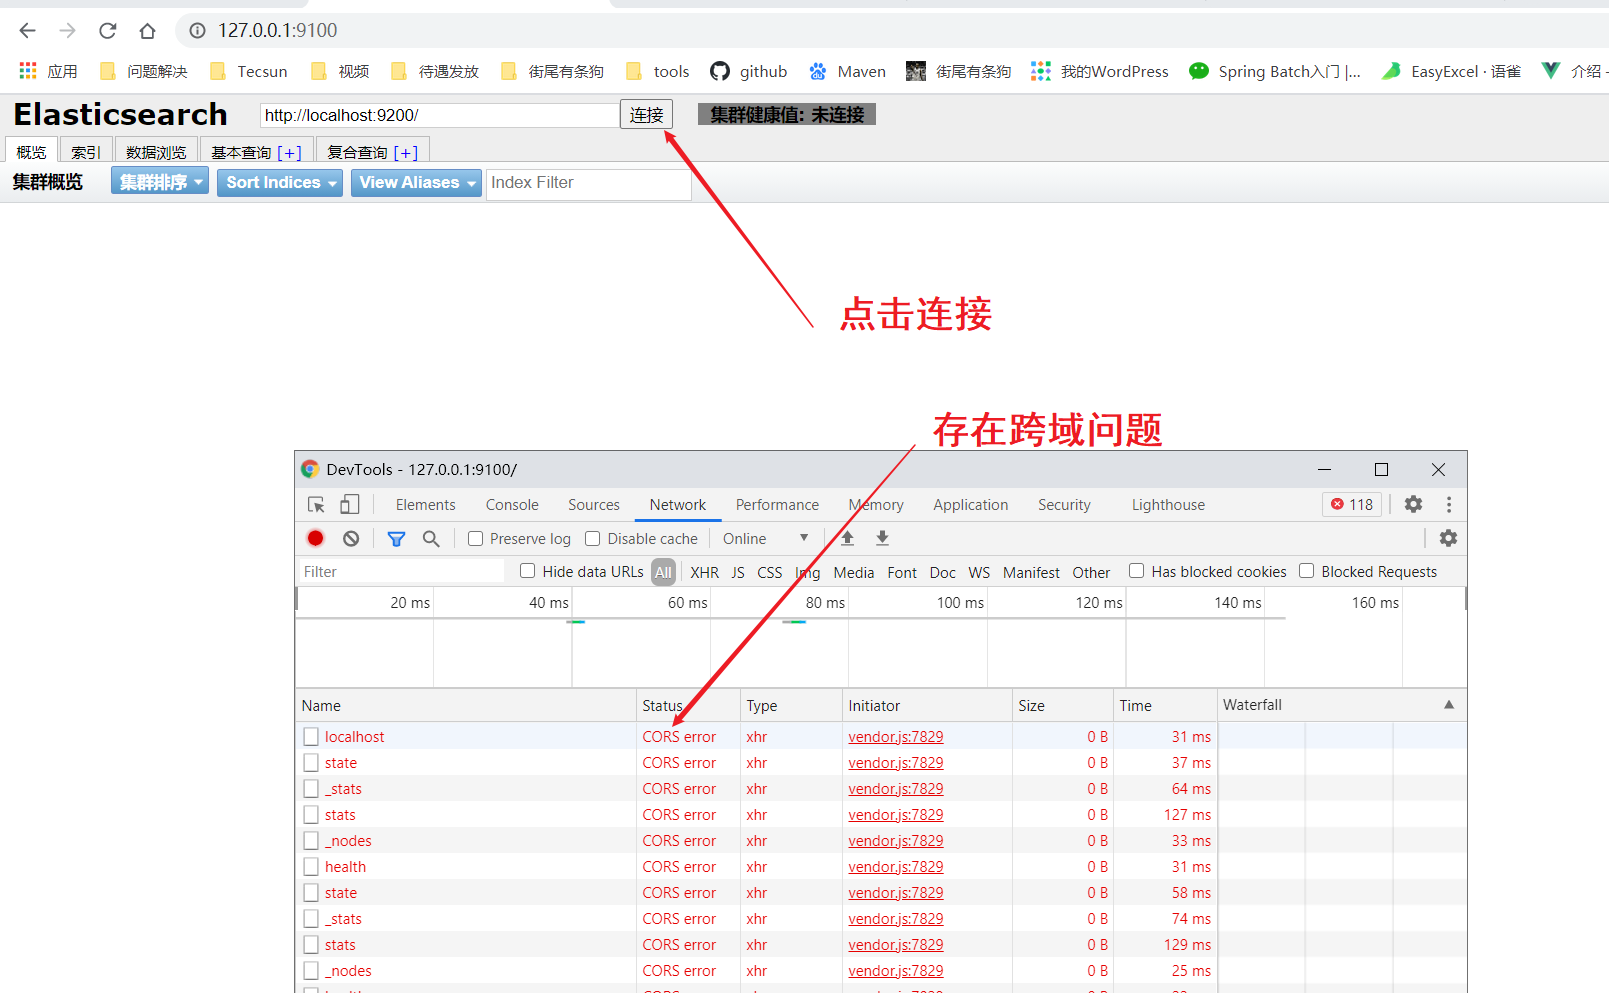 127.0.0.1:9100
应用 问题解决 Tecsun 视频 待遇发放 街尾有条狗 tools github Maven 街尾有条狗 我的WordPress Spring Batch入门 |... EasyExcel · 语雀 介绍
Elasticsearch http://localhost:9200/ 连接 集群健康值: 未连接
概览 索引 数据浏览 基本查询 [+] 复合查询 [+]
集群概览 集群排序 Sort Indices View Aliases Index Filter
点击连接
存在跨域问题
DevTools - 127.0.0.1:9100/
Elements Console Sources Network Performance Memory Application Security Lighthouse 118
Preserve log Disable cache Online
Filter Hide data URLs All XHR JS CSS Img Media Font Doc WS Manifest Other Has blocked cookies Blocked Requests
20 ms 40 ms 60 ms 80 ms 100 ms 120 ms 140 ms 160 ms
Name Status Type Initiator Size Time Waterfall
localhost CORS error xhr vendor.js:7829 0 B 31 ms
state CORS error xhr vendor.js:7829 0 B 37 ms
_stats CORS error xhr vendor.js:7829 0 B 64 ms
stats CORS error xhr vendor.js:7829 0 B 127 ms
_nodes CORS error xhr vendor.js:7829 0 B 33 ms
health CORS error xhr vendor.js:7829 0 B 31 ms
state CORS error xhr vendor.js:7829 0 B 58 ms
_stats CORS error xhr vendor.js:7829 0 B 74 ms
stats CORS error xhr vendor.js:7829 0 B 129 ms
_nodes CORS error xhr vendor.js:7829 0 B 25 ms